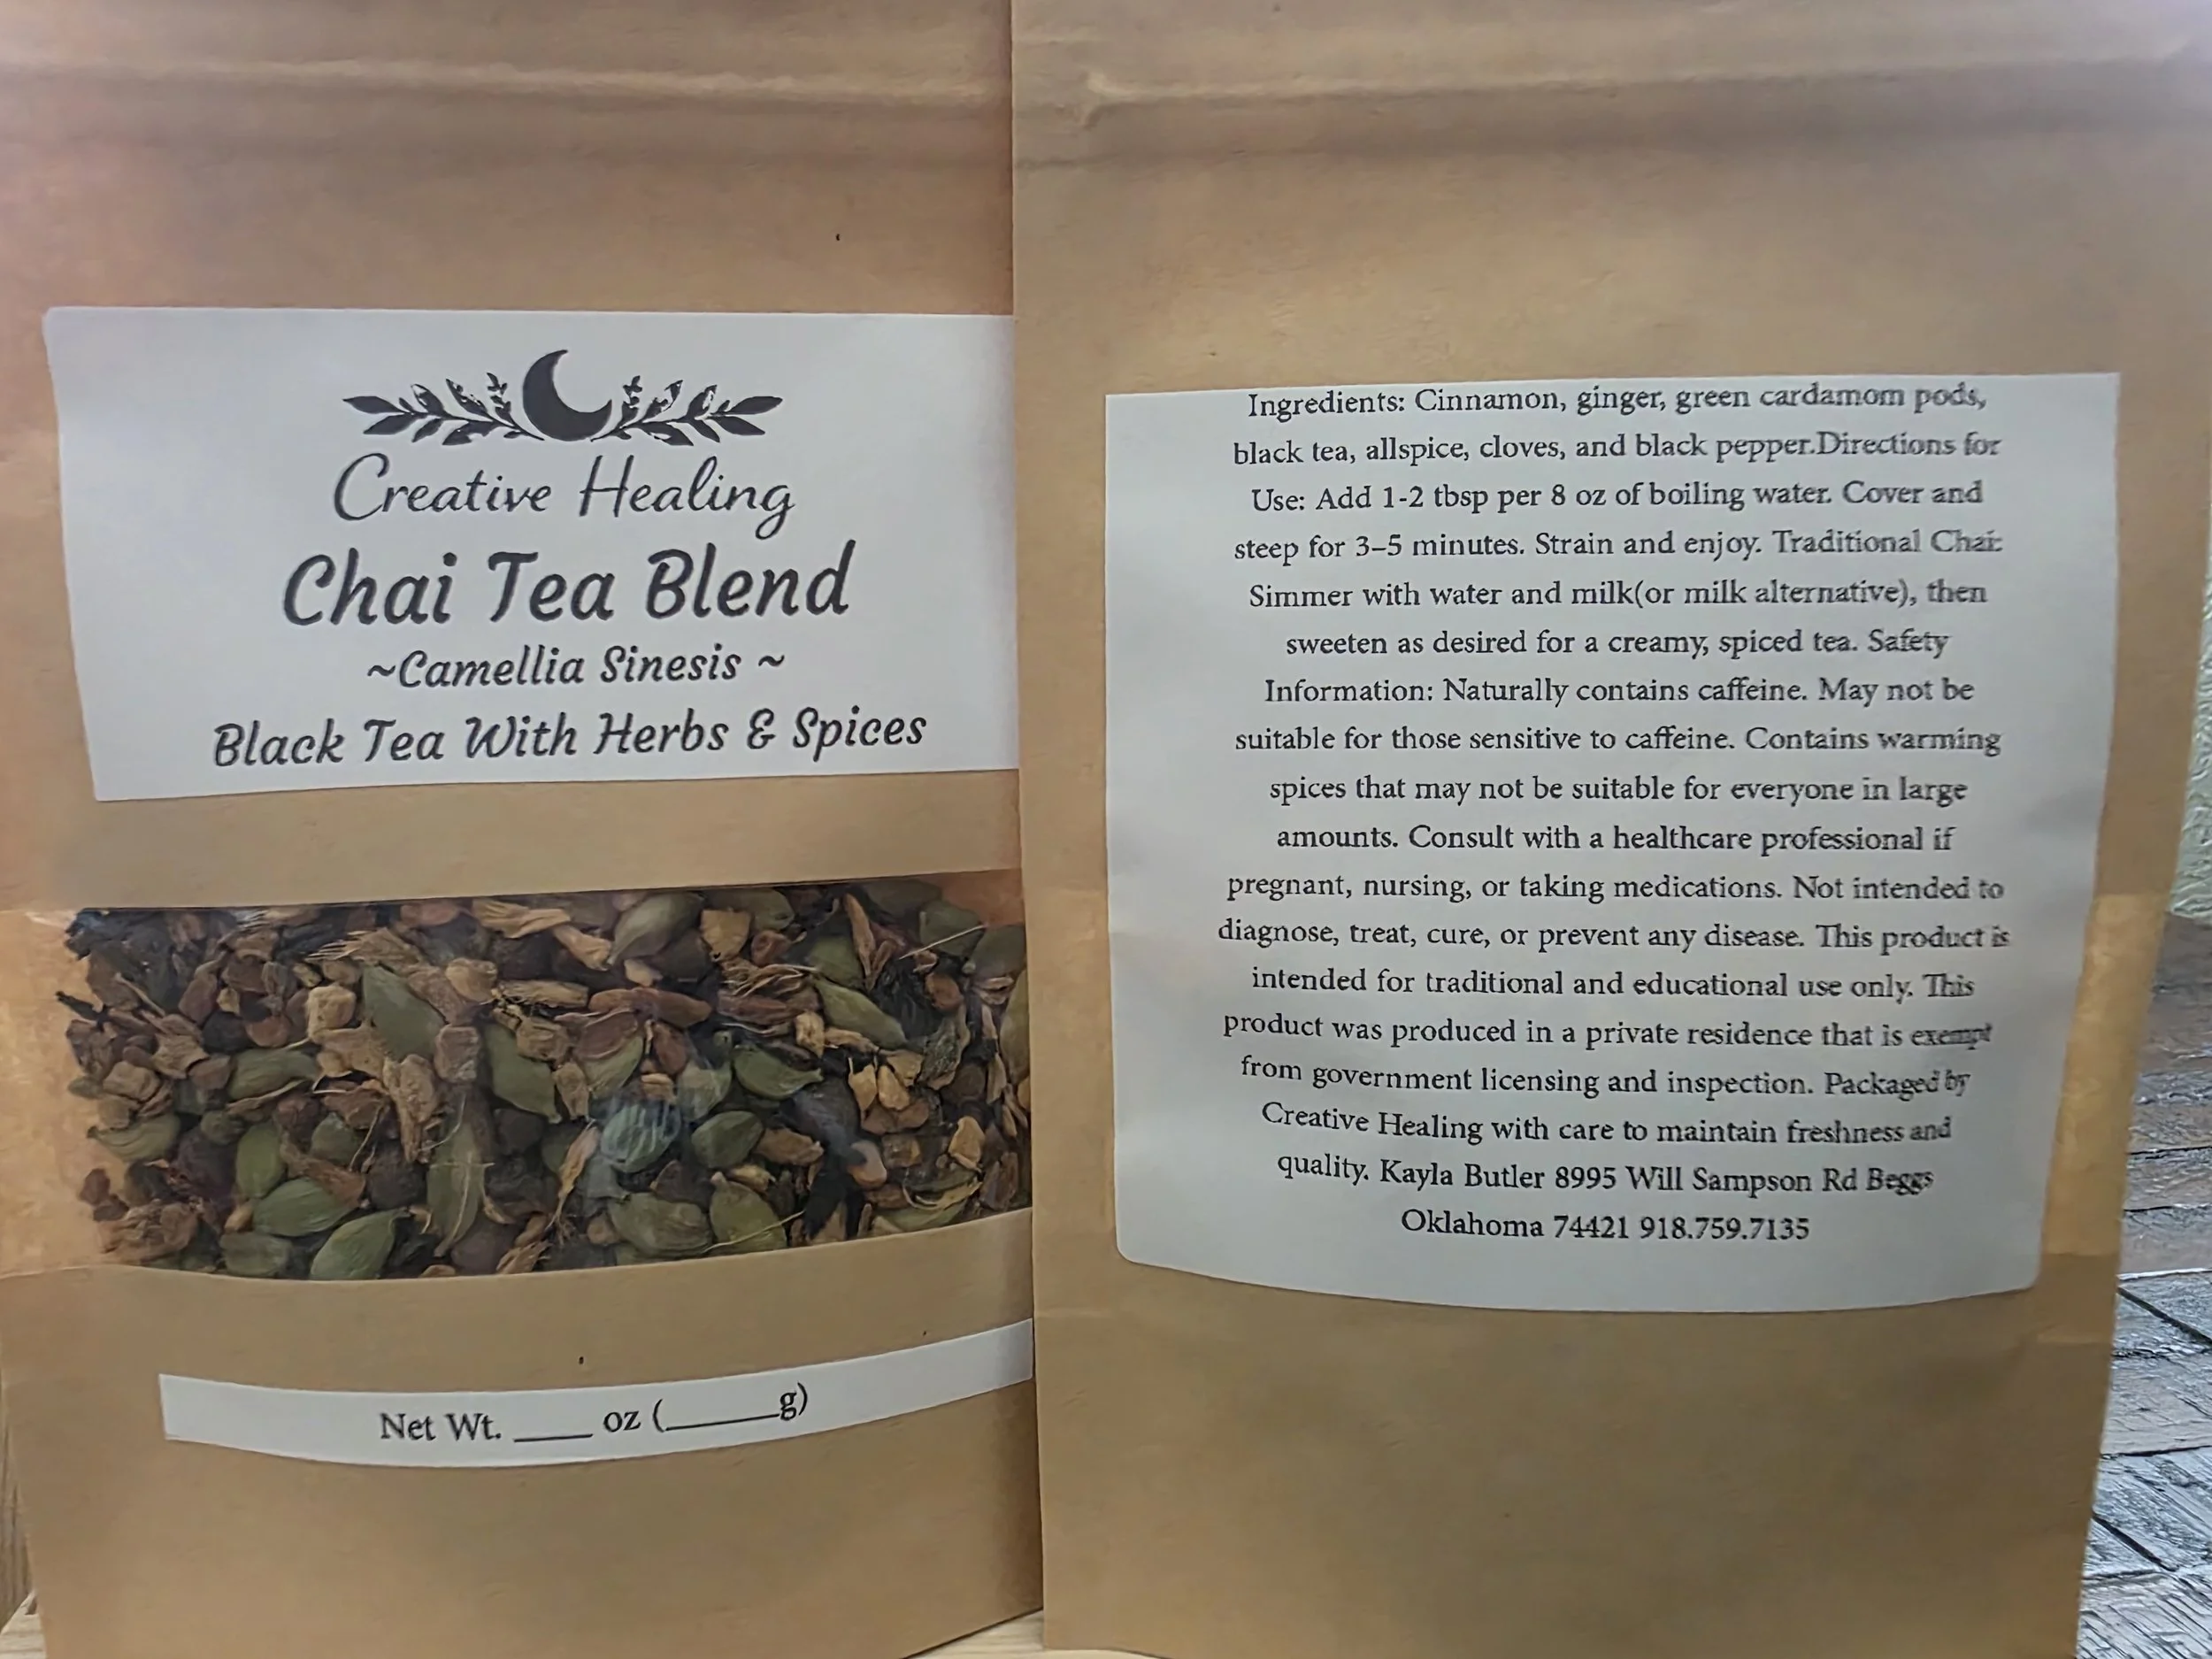 Creative Healing
Chai Tea Blend
~Camellia Sinesis ~
Black Tea With Herbs & Spices
Net Wt. ____ oz (______g)
Ingredients: Cinnamon, ginger, green cardamom pods,
black tea, allspice, cloves, and black pepper.Directions for
Use: Add 1-2 tbsp per 8 oz of boiling water. Cover and
steep for 3–5 minutes. Strain and enjoy. Traditional Chai:
Simmer with water and milk(or milk alternative), then
sweeten as desired for a creamy, spiced tea. Safety
Information: Naturally contains caffeine. May not be
suitable for those sensitive to caffeine. Contains warming
spices that may not be suitable for everyone in large
amounts. Consult with a healthcare professional if
pregnant, nursing, or taking medications. Not intended to
diagnose, treat, cure, or prevent any disease. This product is
intended for traditional and educational use only. This
product was produced in a private residence that is exempt
from government licensing and inspection. Packaged by
Creative Healing with care to maintain freshness and
quality. Kayla Butler 8995 Will Sampson Rd Beggs
Oklahoma 74421 918.759.7135